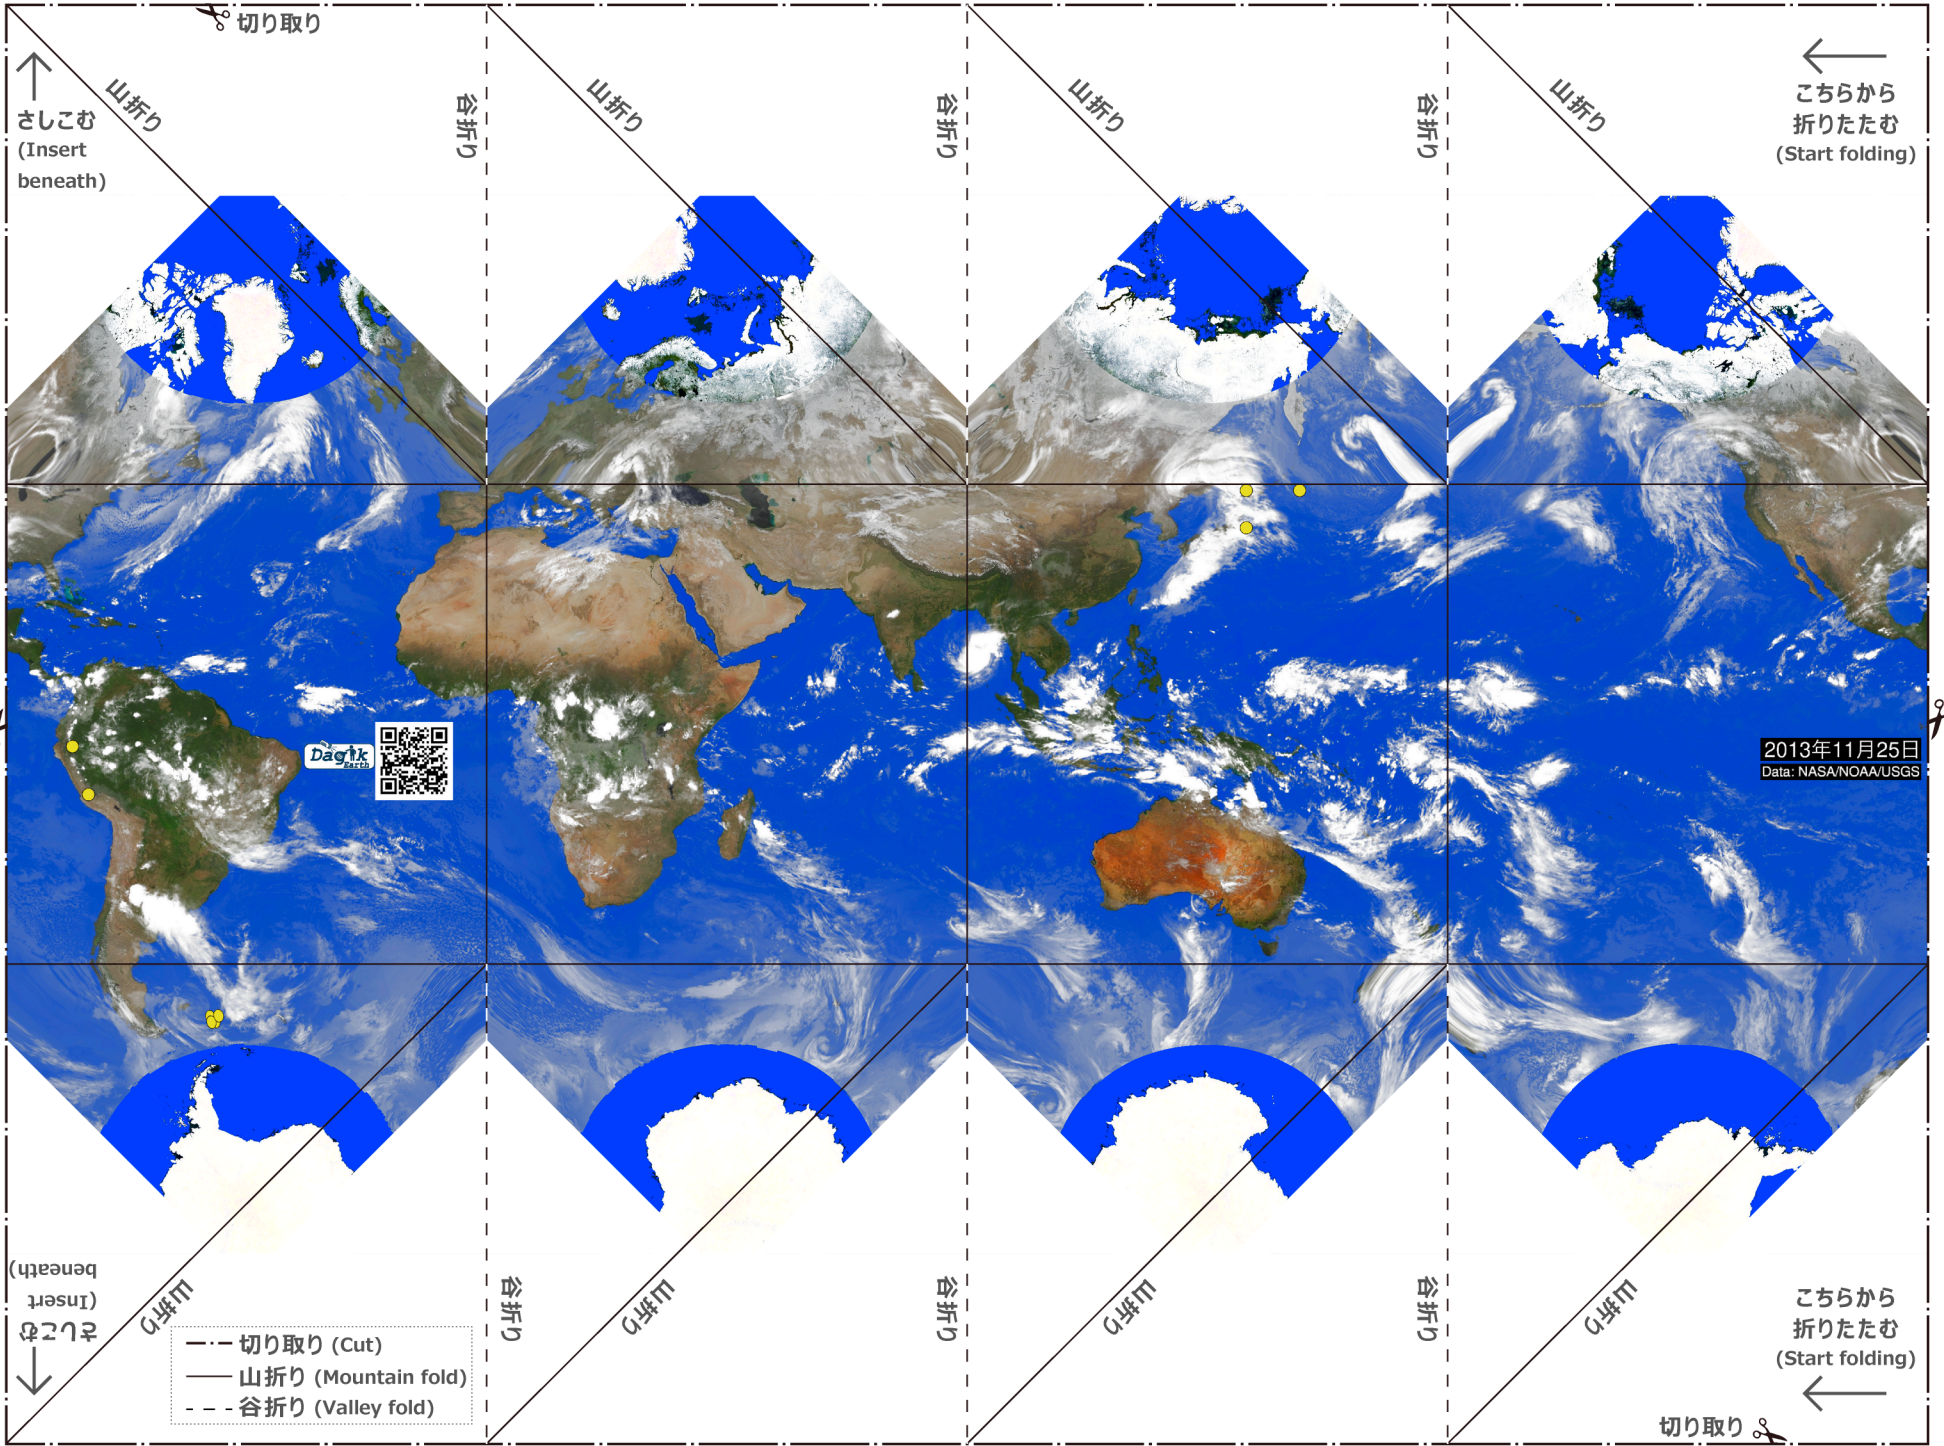 切り取り
さしこむ
(Insert
beneath)
山折り
谷折り
山折り
谷折り
山折り
谷折り
山折り
こちらから
折りたたむ
(Start folding)
Dagik
Earth
2013年11月25日
Data: NASA/NOAA/USGS
さしこむ
(Insert
beneath)
山折り
谷折り
山折り
谷折り
山折り
谷折り
山折り
こちらから
折りたたむ
(Start folding)
切り取り (Cut)
山折り (Mountain fold)
谷折り (Valley fold)
切り取り